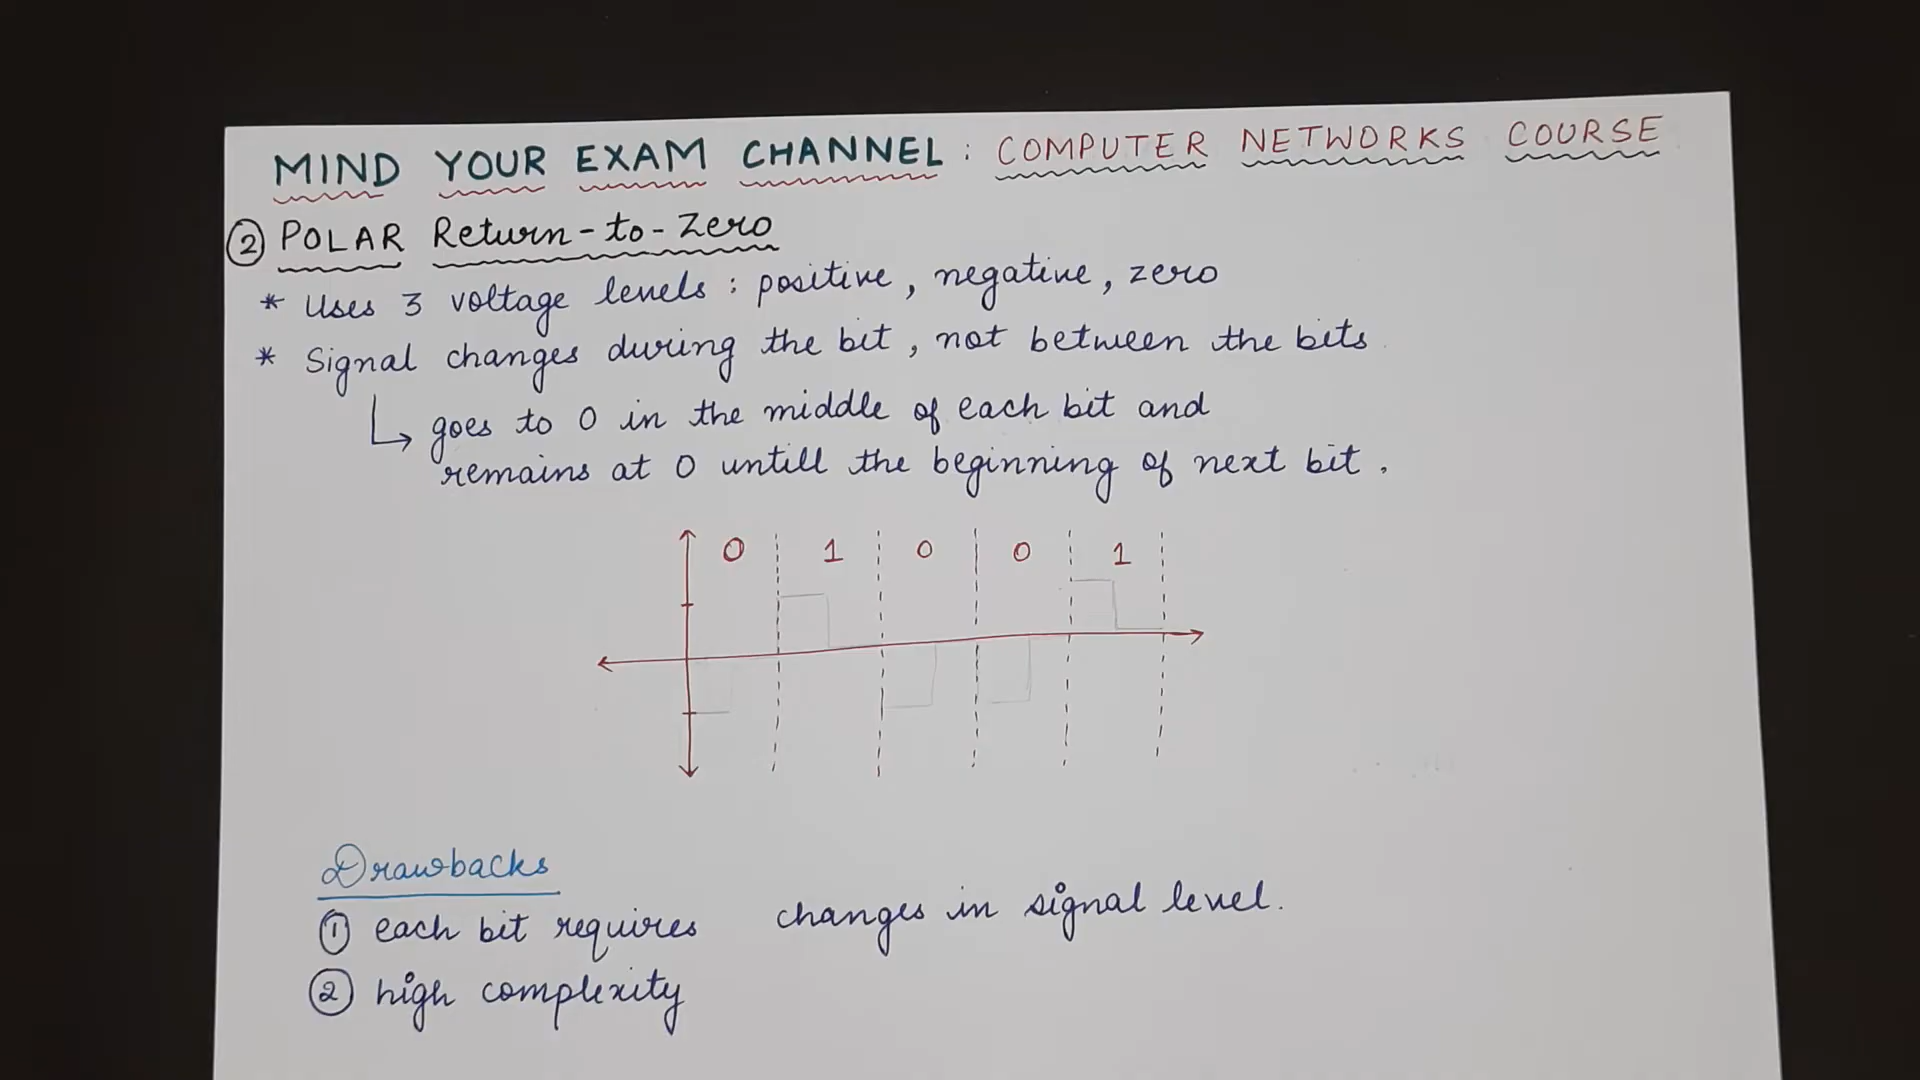 MIND YOUR EXAM CHANNEL : COMPUTER NETWORKS COURSE
② POLAR Return-to-Zero
* Uses 3 voltage levels : positive, negative, zero
* Signal changes during the bit, not between the bits
↳ goes to 0 in the middle of each bit and
remains at 0 untill the beginning of next bit.
0 1 0 0 1
Drawbacks
① each bit requires changes in signal level.
② high complexity